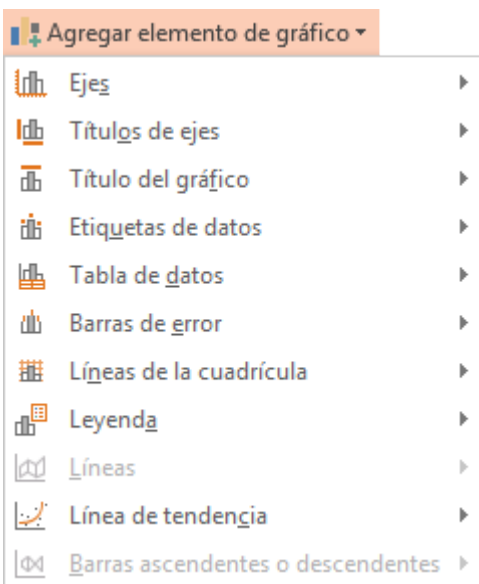 Agregar elemento de gráfico
Ejes
Títulos de ejes
Título del gráfico
Etiquetas de datos
Tabla de datos
Barras de error
Líneas de la cuadrícula
Leyenda
Líneas
Línea de tendencia
Barras ascendentes o descendentes